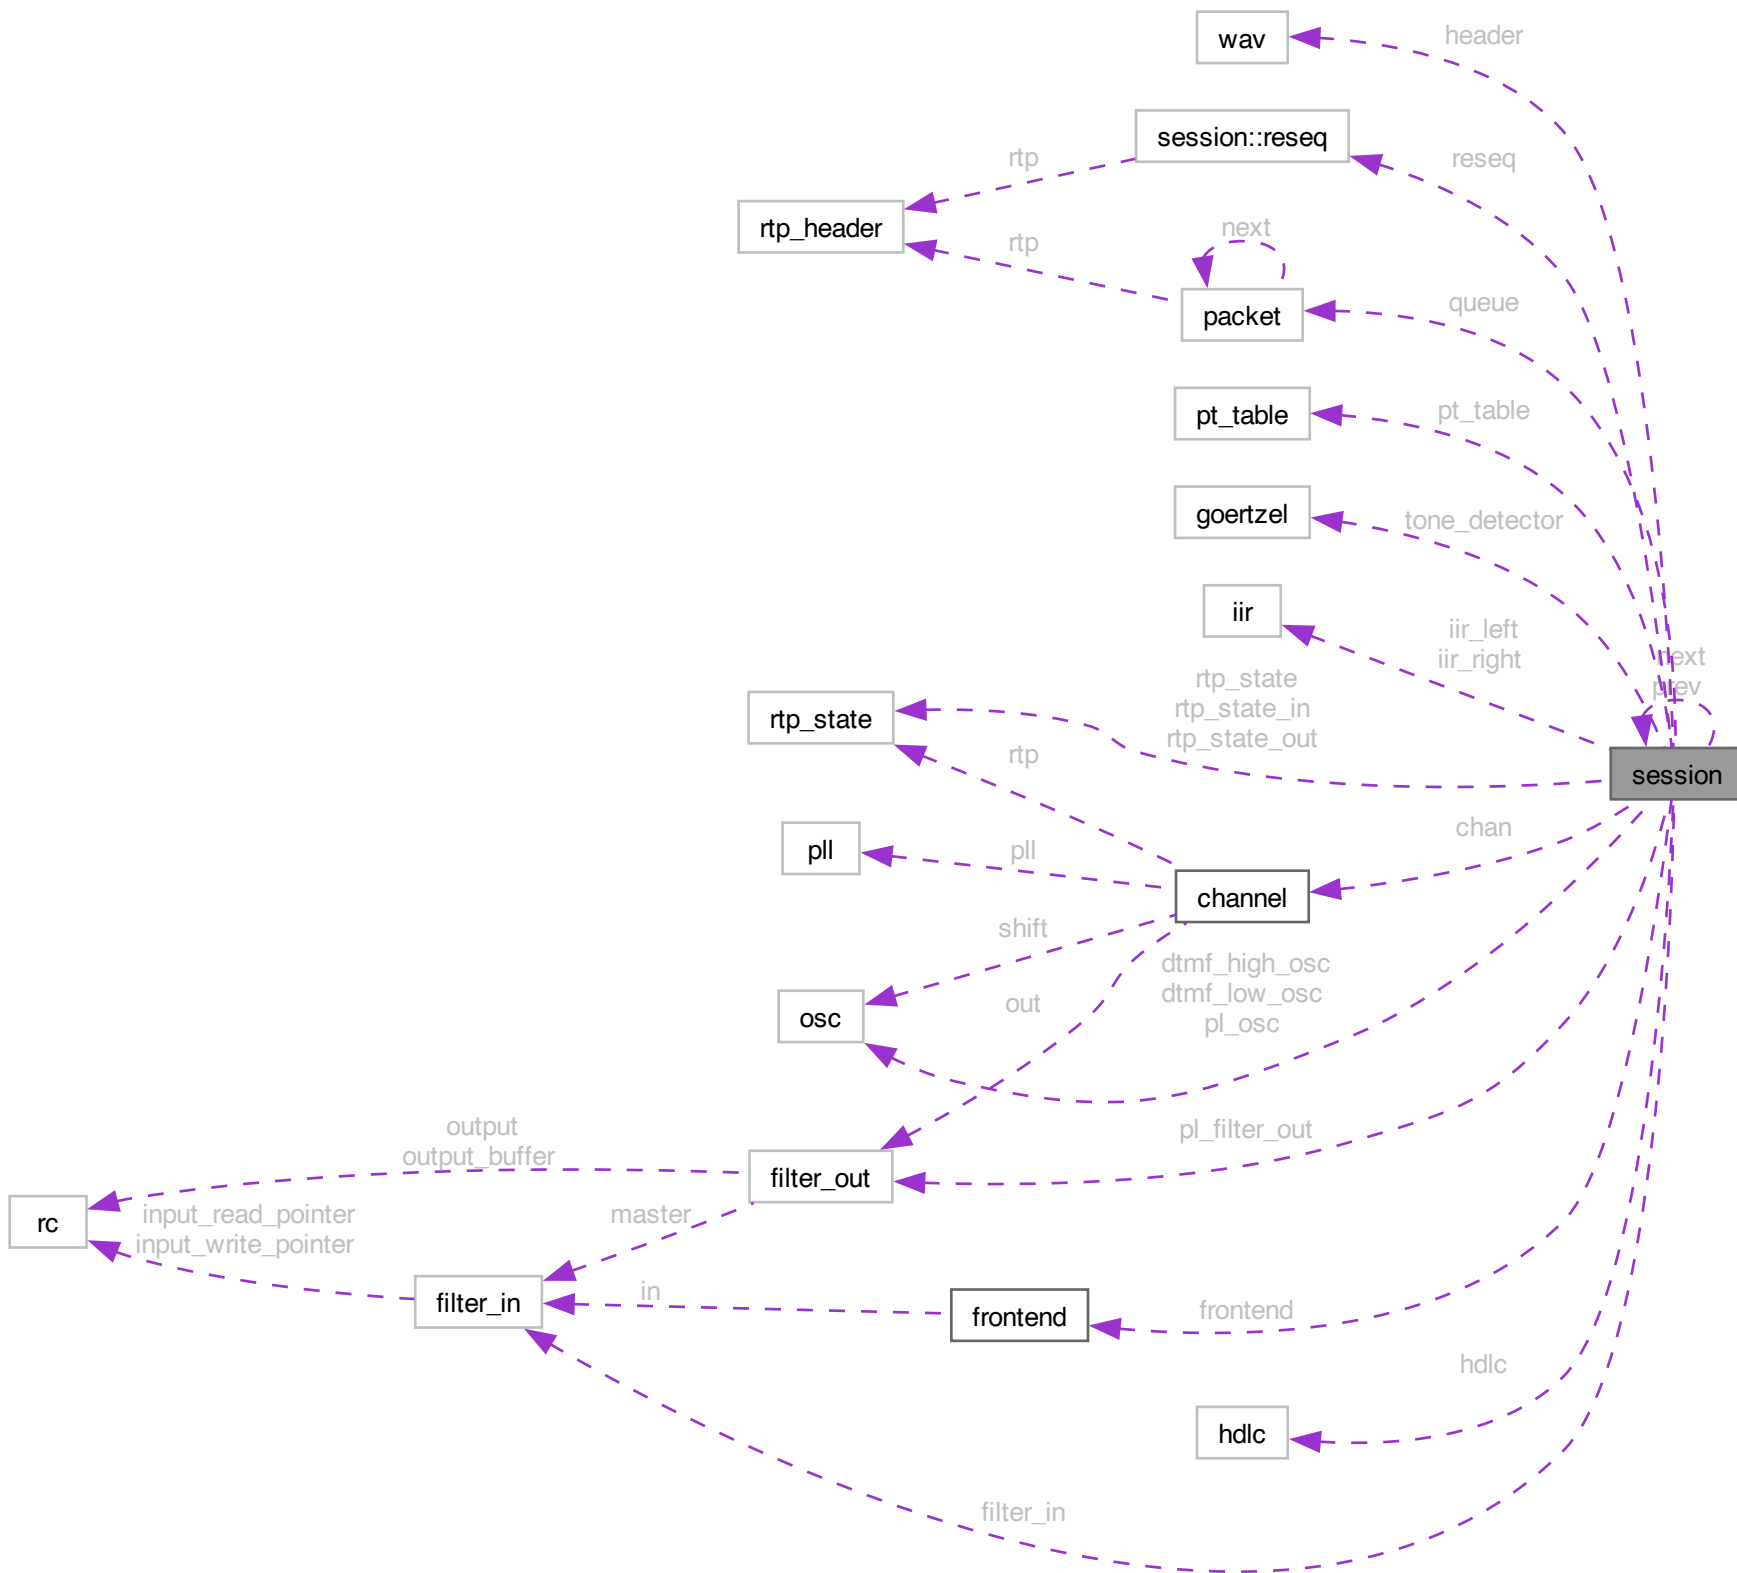 wav
header
session::reseq
rtp
reseq
rtp_header
next
rtp
packet
queue
pt_table
pt_table
goertzel
tone_detector
iir
iir_left
iir_right
next
prev
rtp_state
rtp_state_in
rtp_state_out
rtp_state
rtp
session
pll
pll
chan
channel
shift
dtmf_high_osc
dtmf_low_osc
pl_osc
out
osc
output
output_buffer
pl_filter_out
filter_out
rc
input_read_pointer
input_write_pointer
master
filter_in
in
frontend
frontend
hdlc
hdlc
filter_in